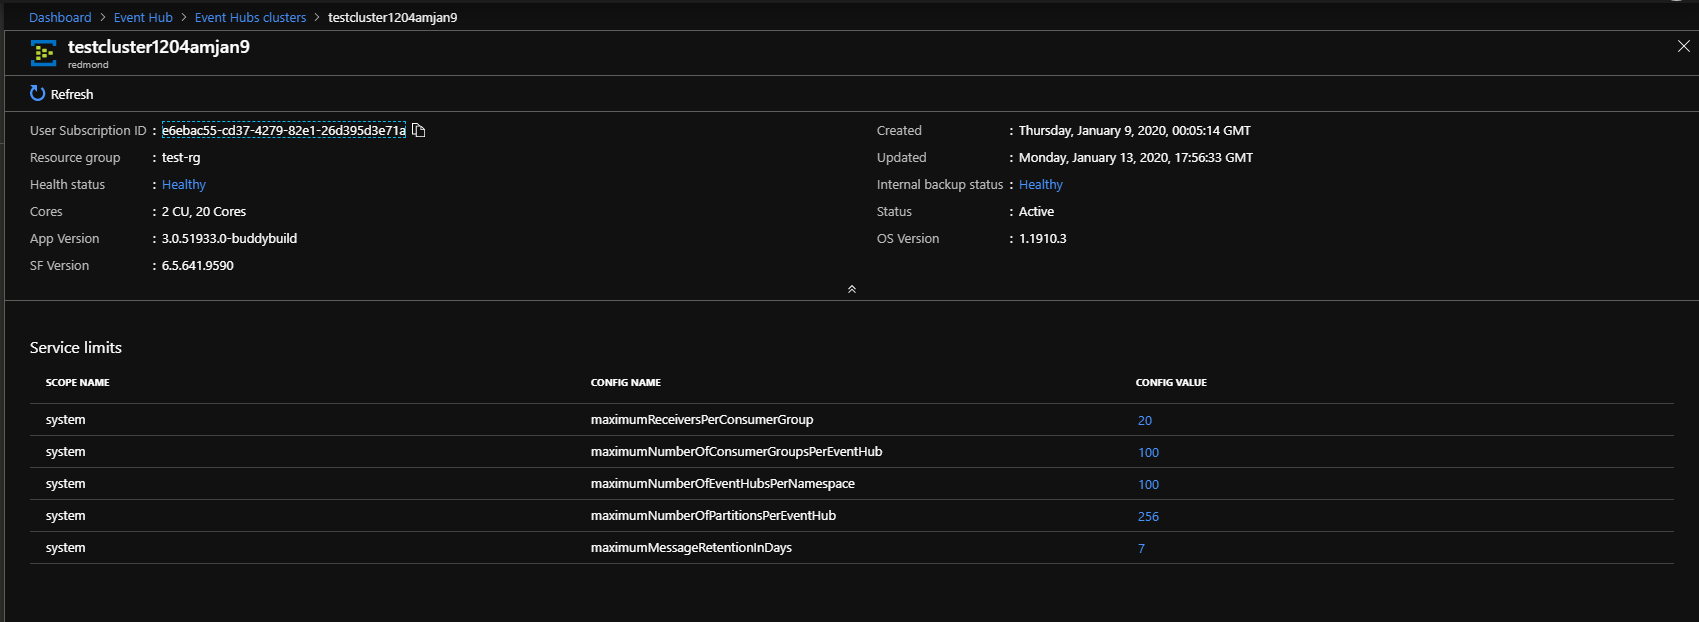 Dashboard > Event Hub > Event Hubs clusters > testcluster1204amjan9
testcluster1204amjan9
redmond
Refresh
User Subscription ID : e6ebac55-cd37-4279-82e1-26d395d3e71a
Resource group : test-rg
Health status : Healthy
Cores : 2 CU, 20 Cores
App Version : 3.0.51933.0-buddybuild
SF Version : 6.5.641.9590
Created : Thursday, January 9, 2020, 00:05:14 GMT
Updated : Monday, January 13, 2020, 17:56:33 GMT
Internal backup status : Healthy
Status : Active
OS Version : 1.1910.3
Service limits
SCOPE NAME CONFIG NAME CONFIG VALUE
system maximumReceiversPerConsumerGroup 20
system maximumNumberOfConsumerGroupsPerEventHub 100
system maximumNumberOfEventHubsPerNamespace 100
system maximumNumberOfPartitionsPerEventHub 256
system maximumMessageRetentionInDays 7